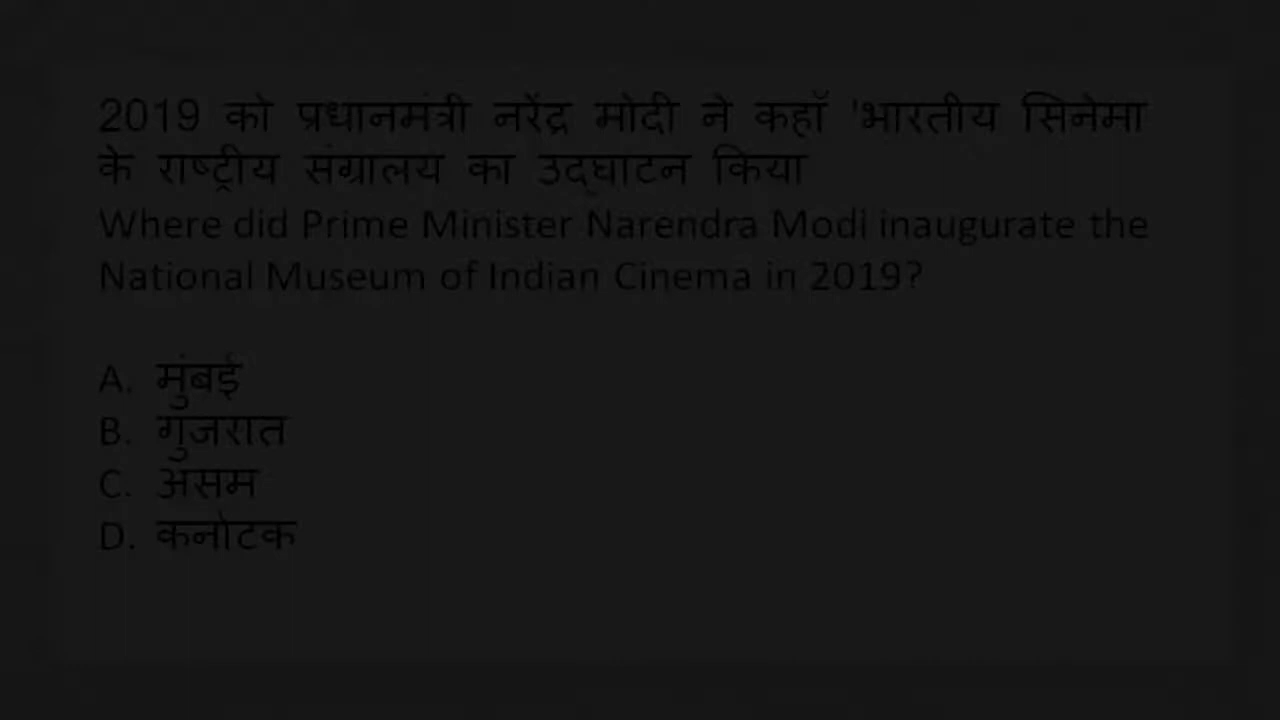 2019 को प्रधानमंत्री नरेंद्र मोदी ने कहाॅ 'भारतीय सिनेमा
के राष्ट्रीय संग्रालय का उद्घाटन किया
Where did Prime Minister Narendra Modi inaugurate the
National Museum of Indian Cinema in 2019?
A. मुंबई
B. गुजरात
C. असम
D. कर्नाटक